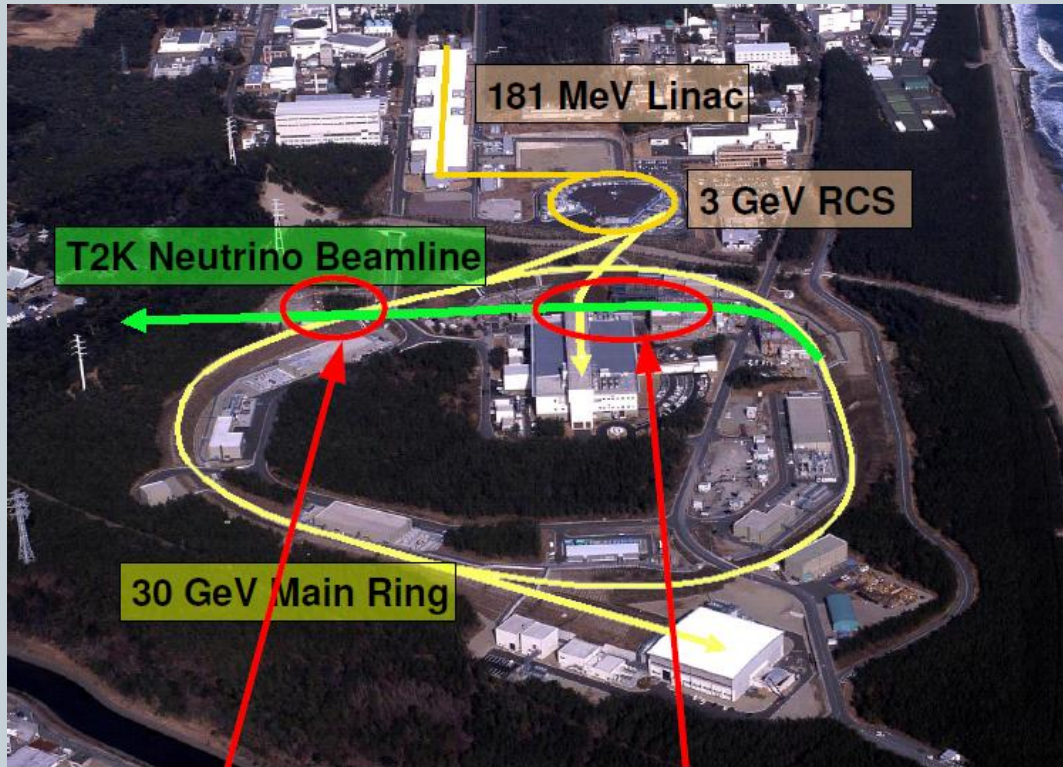 181 MeV Linac
3 GeV RCS
T2K Neutrino Beamline
30 GeV Main Ring